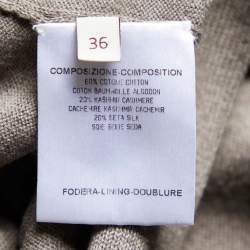 36
COMPOSIZIONE-COMPOSITION
60% COTONE COTTON
COTON BAUMWOLLE ALGODON
20% KASHMIR CASHMERE
CACHEMIRE KASHMIR CACHEMIR
20% SETA SILK
SOIE SEIDE SEDA
FODERA-LINING-DOUBLURE